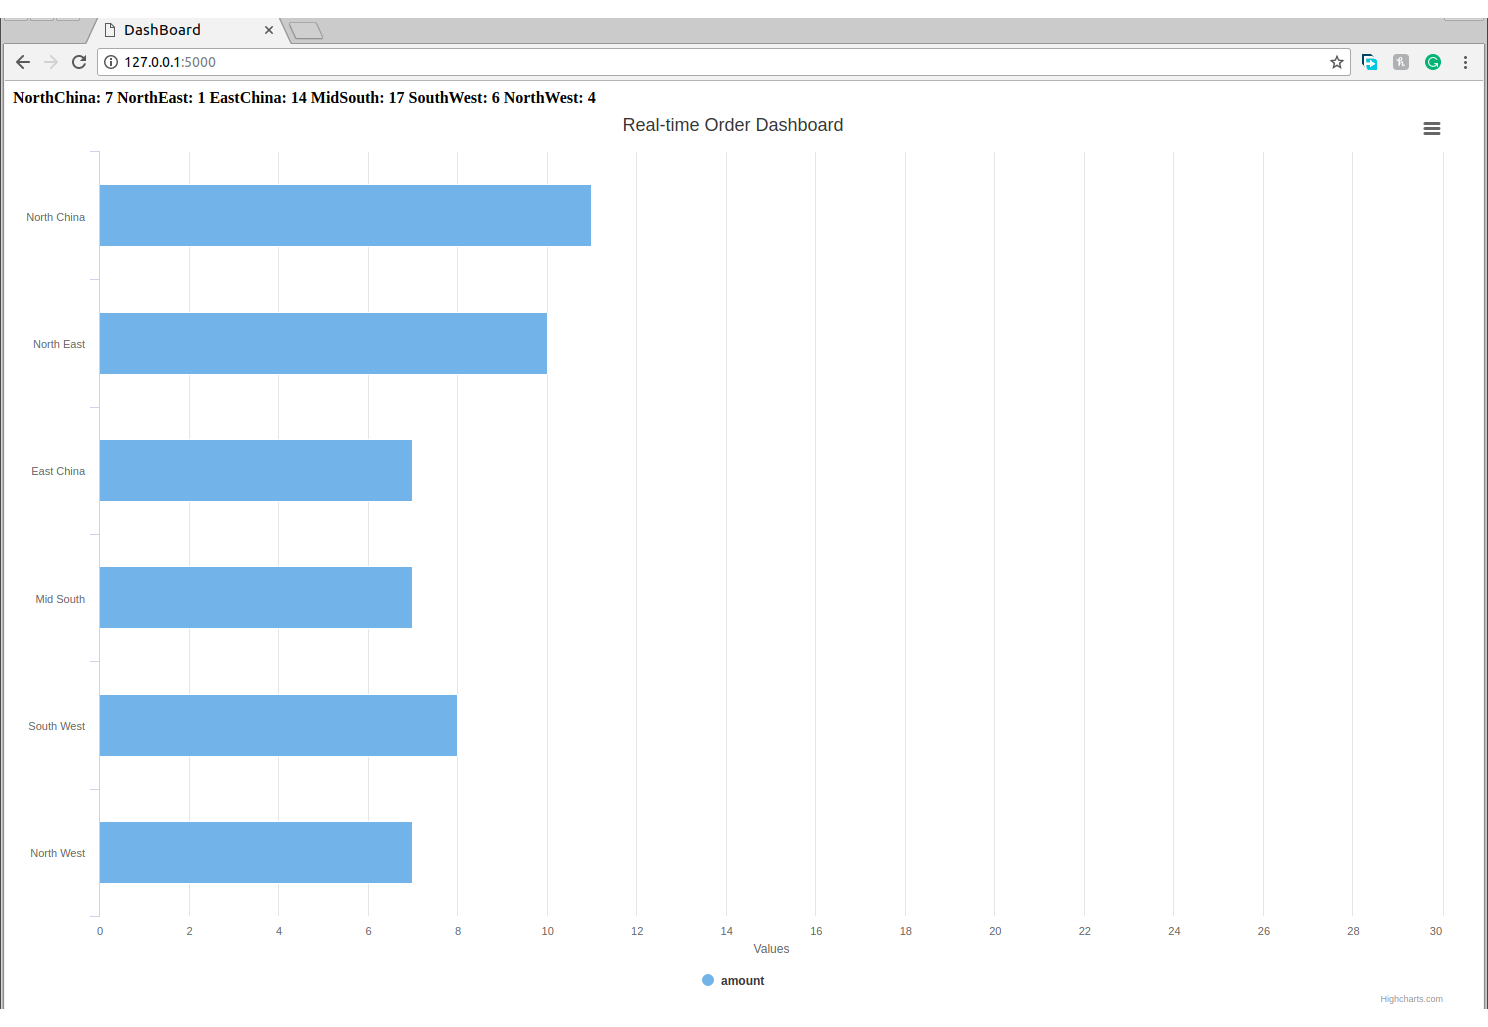 DashBoard
127.0.0.1:5000
NorthChina: 7 NorthEast: 1 EastChina: 14 MidSouth: 17 SouthWest: 6 NorthWest: 4
Real-time Order Dashboard
North China
North East
East China
Mid South
South West
North West
0 2 4 6 8 10 12 14 16 18 20 22 24 26 28 30
Values
amount
Highcharts.com